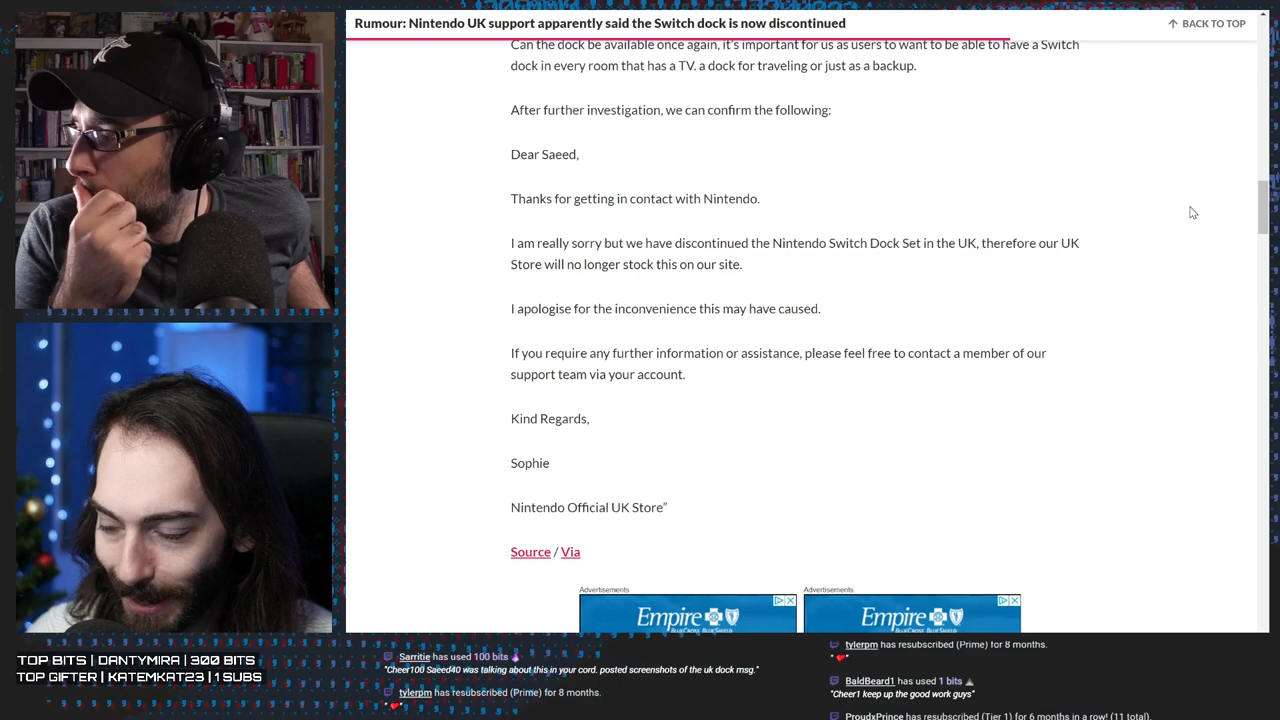 Rumour: Nintendo UK support apparently said the Switch dock is now discontinued
BACK TO TOP
Can the dock be available once again, it's important for us as users to want to be able to have a Switch
dock in every room that has a TV. a dock for traveling or just as a backup.
After further investigation, we can confirm the following:
Dear Saeed,
Thanks for getting in contact with Nintendo.
I am really sorry but we have discontinued the Nintendo Switch Dock Set in the UK, therefore our UK
Store will no longer stock this on our site.
I apologise for the inconvenience this may have caused.
If you require any further information or assistance, please feel free to contact a member of our
support team via your account.
Kind Regards,
Sophie
Nintendo Official UK Store”
Source / Via
Advertisements
Advertisements
Empire
BLUECROSS BLUESHIELD
Empire
BLUECROSS BLUESHIELD
TOP BITS | DANTYMIRA | 300 BITS
TOP GIFTER | KATEMKAT23 | 1 SUBS
Sarritie has used 100 bits
"Cheer100 Saeed40 was talking about this in your cord. posted screenshots of the uk dock msg."
tylerpm has resubscribed (Prime) for 8 months.
"❤"
tylerpm has resubscribed (Prime) for 8 months.
"❤"
BaldBeard1 has used 1 bits
"Cheer1 keep up the good work guys"
ProudxPrince has resubscribed (Tier 1) for 6 months in a row! (11 total).